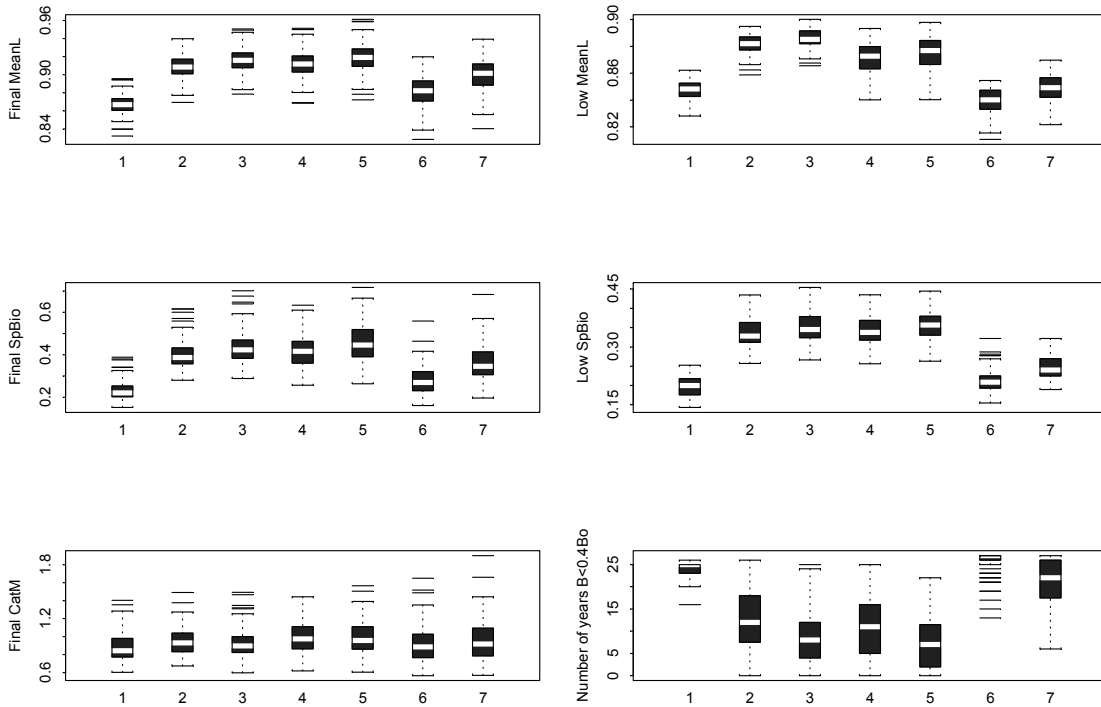 Final MeanL
0.84 0.90 0.96
1 2 3 4 5 6 7
Low MeanL
0.82 0.86 0.90
1 2 3 4 5 6 7
Final SpBio
0.2 0.4 0.6
1 2 3 4 5 6 7
Low SpBio
0.15 0.30 0.45
1 2 3 4 5 6 7
Final CatM
0.6 1.2 1.8
1 2 3 4 5 6 7
Number of years B<0.4Bo
0 5 15 25
1 2 3 4 5 6 7